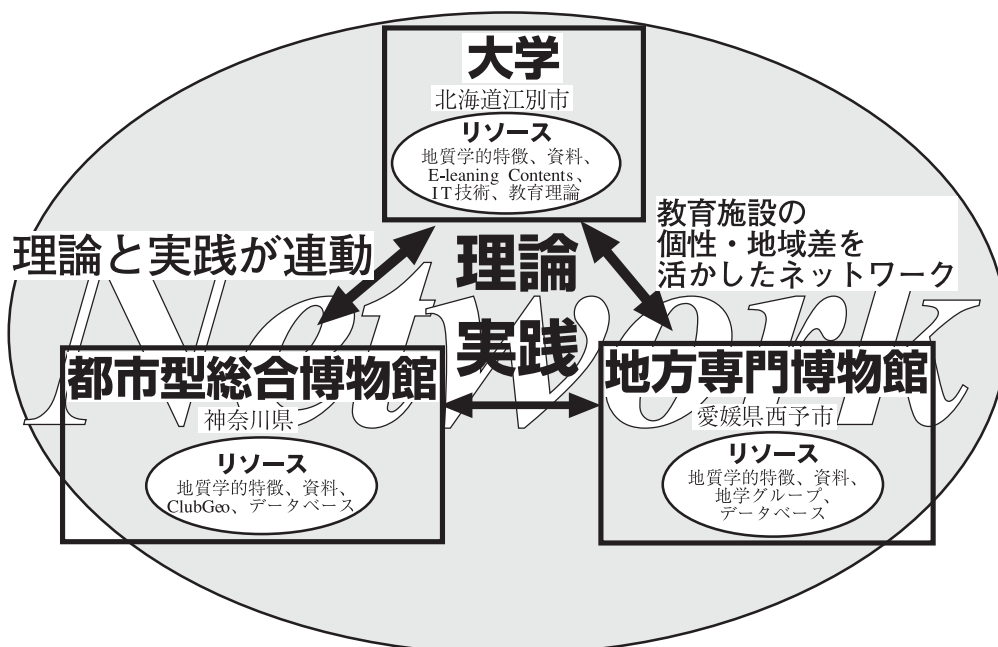 大学
北海道江別市
リソース
地質学的特徴、資料、
E-leaning Contents、
IT技術、教育理論
理論と実践が連動
理論
実践
教育施設の
個性・地域差を
活かしたネットワーク
Network
都市型総合博物館
神奈川県
リソース
地質学的特徴、資料、
ClubGeo、データベース
地方専門博物館
愛媛県西予市
リソース
地質学的特徴、資料、
地学グループ、
データベース